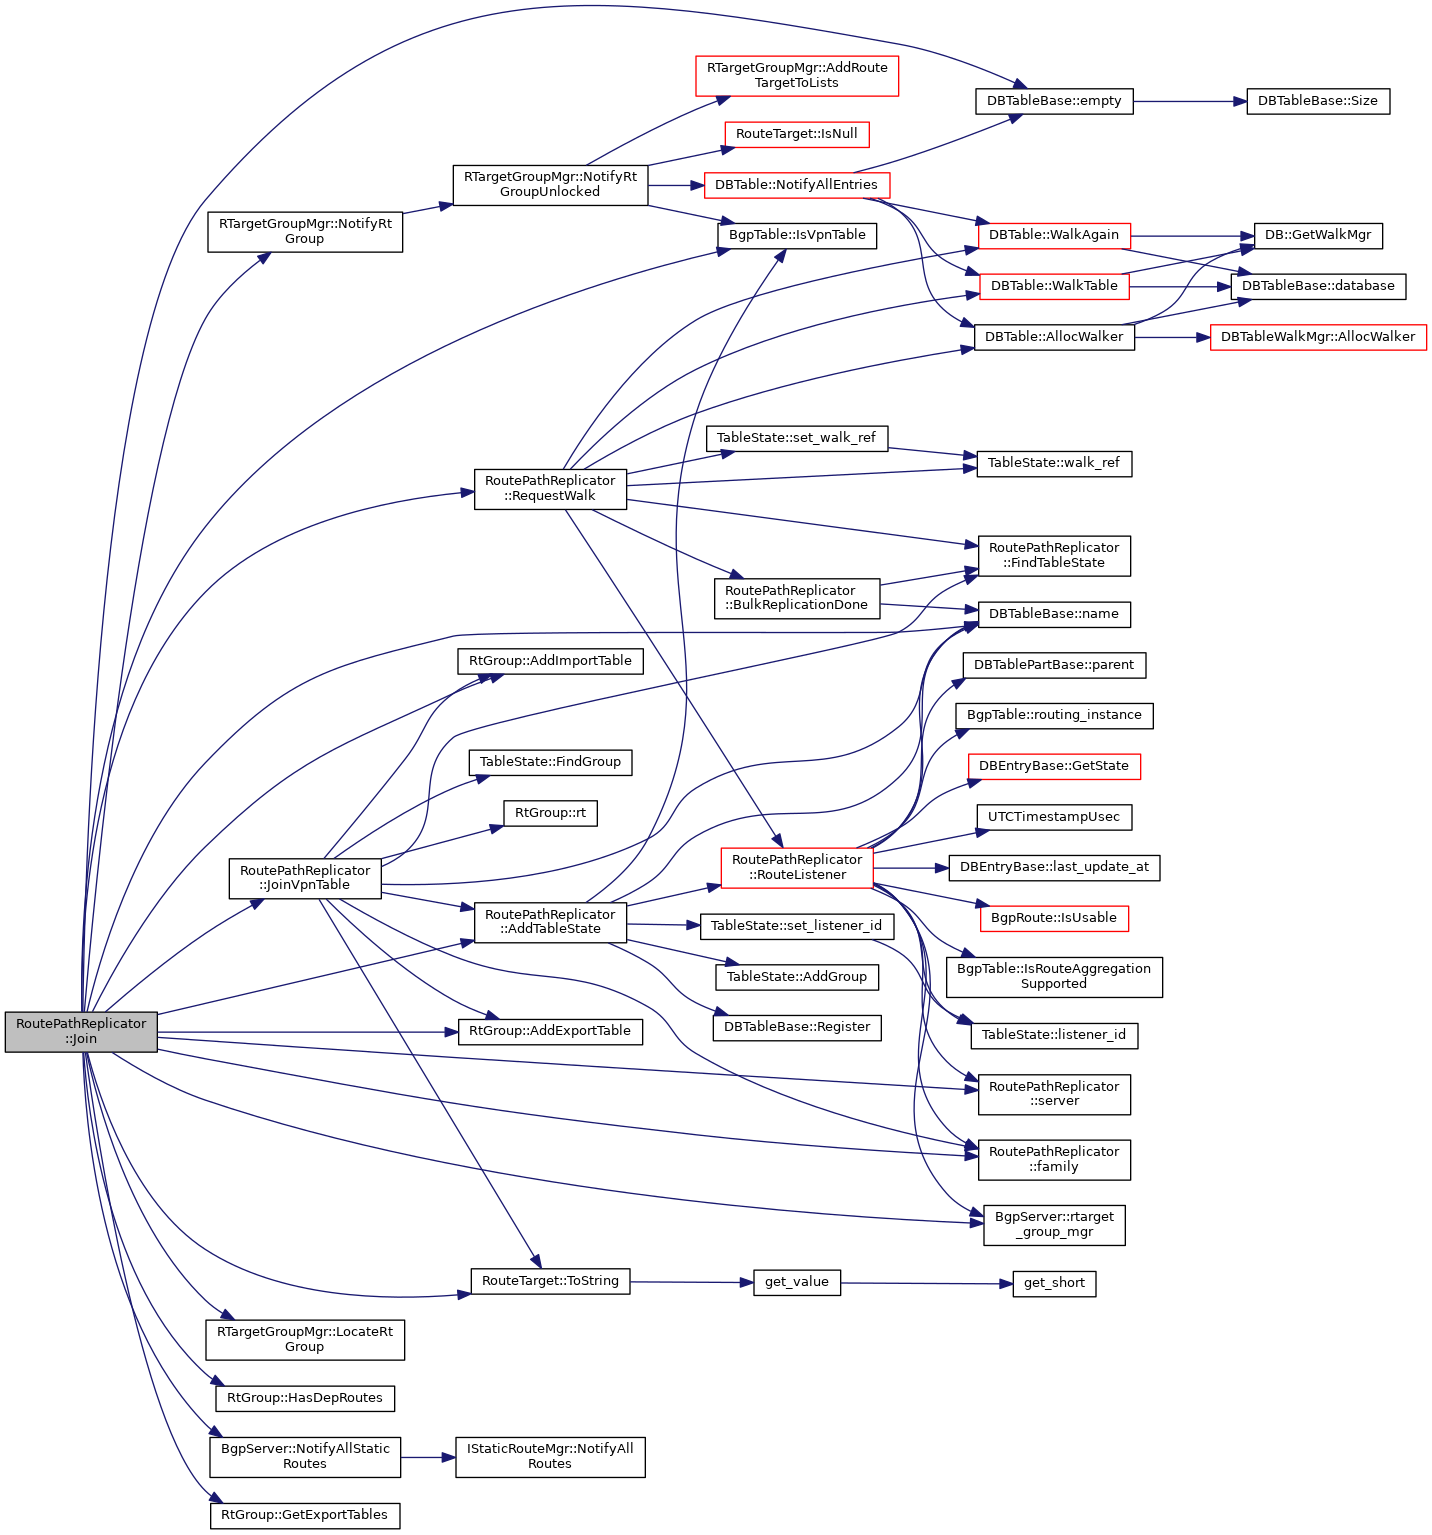 RTargetGroupMgr::AddRoute
TargetToLists
DBTableBase::empty
DBTableBase::Size
RouteTarget::IsNull
RTargetGroupMgr::NotifyRt
GroupUnlocked
DBTable::NotifyAllEntries
RTargetGroupMgr::NotifyRt
Group
BgpTable::IsVpnTable
DBTable::WalkAgain
DB::GetWalkMgr
DBTable::WalkTable
DBTableBase::database
DBTable::AllocWalker
DBTableWalkMgr::AllocWalker
TableState::set_walk_ref
TableState::walk_ref
RoutePathReplicator
::RequestWalk
RoutePathReplicator
::FindTableState
RoutePathReplicator
::BulkReplicationDone
DBTableBase::name
RtGroup::AddImportTable
DBTablePartBase::parent
BgpTable::routing_instance
TableState::FindGroup
DBEntryBase::GetState
RtGroup::rt
UTCTimestampUsec
RoutePathReplicator
::JoinVpnTable
RoutePathReplicator
::RouteListener
DBEntryBase::last_update_at
RoutePathReplicator
::AddTableState
TableState::set_listener_id
BgpRoute::IsUsable
TableState::AddGroup
BgpTable::IsRouteAggregation
Supported
RoutePathReplicator
::Join
RtGroup::AddExportTable
DBTableBase::Register
TableState::listener_id
RoutePathReplicator
::server
RoutePathReplicator
::family
BgpServer::rtarget
_group_mgr
RouteTarget::ToString
get_value
get_short
RTargetGroupMgr::LocateRt
Group
RtGroup::HasDepRoutes
BgpServer::NotifyAllStatic
Routes
IStaticRouteMgr::NotifyAll
Routes
RtGroup::GetExportTables